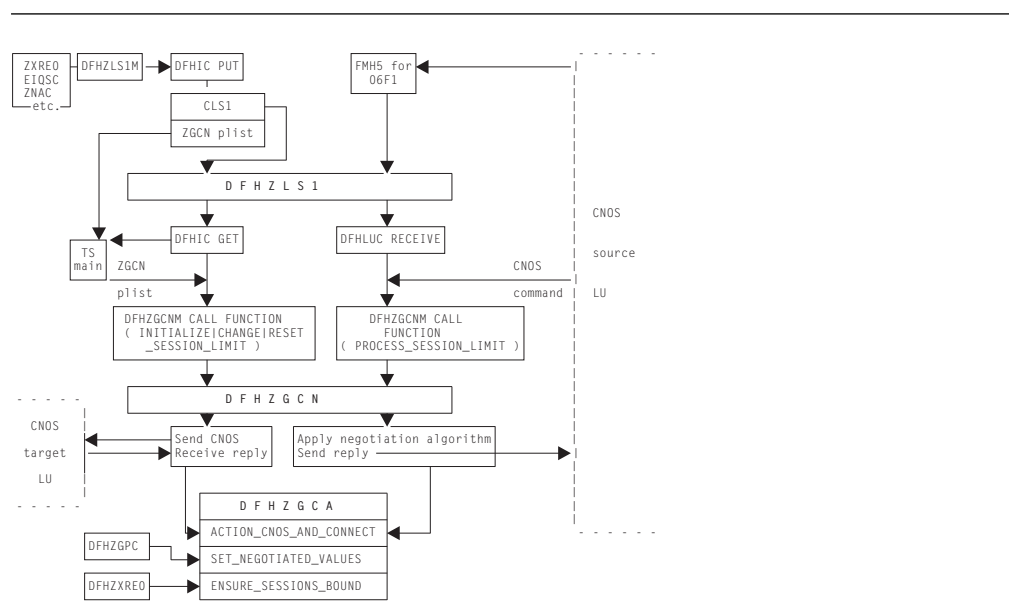 ZXRE0
EIQSC
ZNAC
etc.
DFHZLS1M
DFHIC PUT
FMH5 for
06F1
CLS1
ZGCN plist
D F H Z L S 1
CNOS
source
LU
DFHIC GET
DFHLUC RECEIVE
TS
main
ZGCN
plist
CNOS
command
DFHZGCNM CALL FUNCTION
( INITIALIZE|CHANGE|RESET
_SESSION_LIMIT )
DFHZGCNM CALL
FUNCTION
( PROCESS_SESSION_LIMIT )
D F H Z G C N
CNOS
target
LU
Send CNOS
Receive reply
Apply negotiation algorithm
Send reply
D F H Z G C A
ACTION_CNOS_AND_CONNECT
DFHZGPC
SET_NEGOTIATED_VALUES
DFHZXRE0
ENSURE_SESSIONS_BOUND